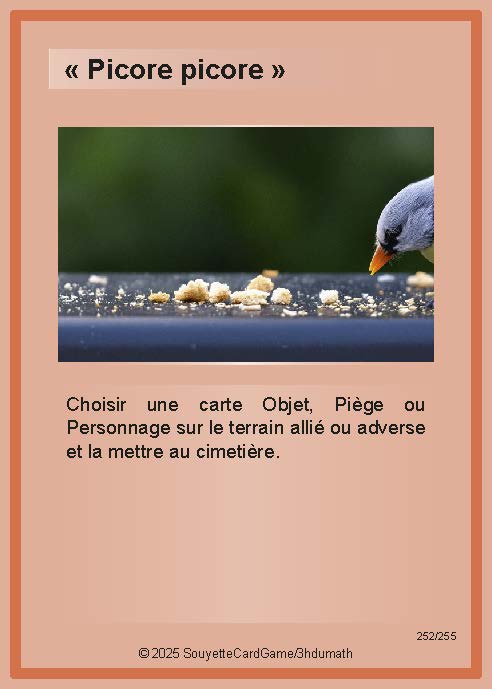 « Picore picore »
Choisir une carte Objet, Piège ou
Personnage sur le terrain allié ou adverse
et la mettre au cimetière.
252/255
© 2025 SouyetteCardGame/3hdumath